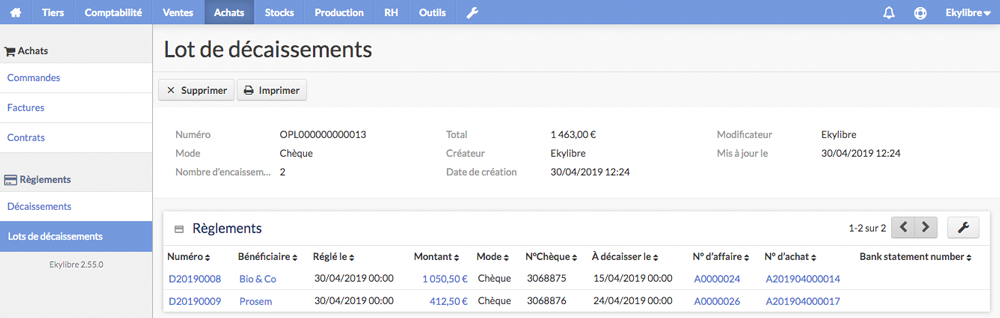 Tiers Comptabilité Ventes Achats Stocks Production RH Outils Ekylibre
Achats
Commandes
Factures
Contrats
Règlements
Décaissements
Lots de décaissements
Ekylibre 2.55.0
Lot de décaissements
Supprimer Imprimer
Numéro OPL000000000013 Total 1 463,00 € Modificateur Ekylibre
Mode Chèque Créateur Ekylibre Mis à jour le 30/04/2019 12:24
Nombre d'encaissem... 2 Date de création 30/04/2019 12:24
Règlements 1-2 sur 2
Numéro Bénéficiaire Réglé le Montant Mode N°Chèque À décaisser le N° d'affaire N° d'achat Bank statement number
D20190008 Bio & Co 30/04/2019 00:00 1 050,50 € Chèque 3068875 15/04/2019 00:00 A0000024 A201904000014
D20190009 Prosem 30/04/2019 00:00 412,50 € Chèque 3068876 24/04/2019 00:00 A0000026 A201904000017